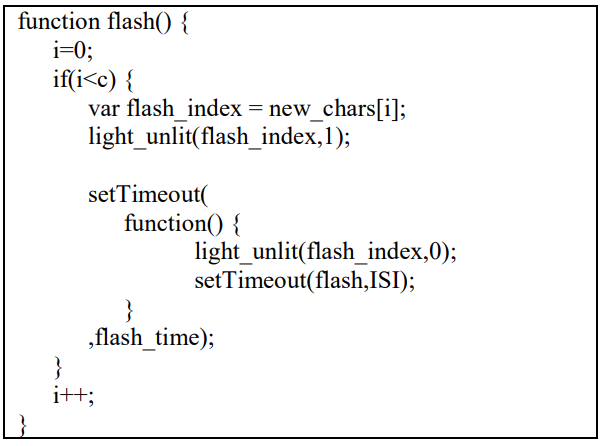 function flash() {
i=0;
if(i<c) {
var flash_index = new_chars[i];
light_unlit(flash_index,1);
setTimeout(
function() {
light_unlit(flash_index,0);
setTimeout(flash,ISI);
}
,flash_time);
}
i++;
}